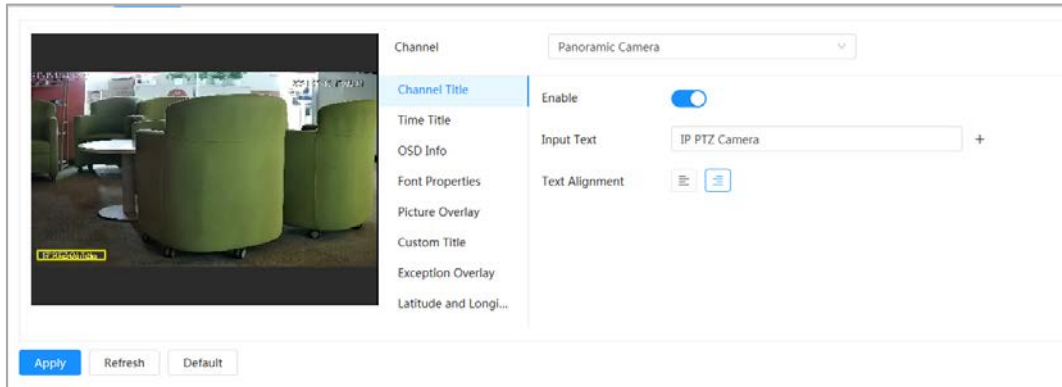 Channel
Panoramic Camera
Channel Title
Time Title
OSD Info
Font Properties
Picture Overlay
Custom Title
Exception Overlay
Latitude and Longi...
Enable
Input Text
IP PTZ Camera
+
Text Alignment
Apply
Refresh
Default